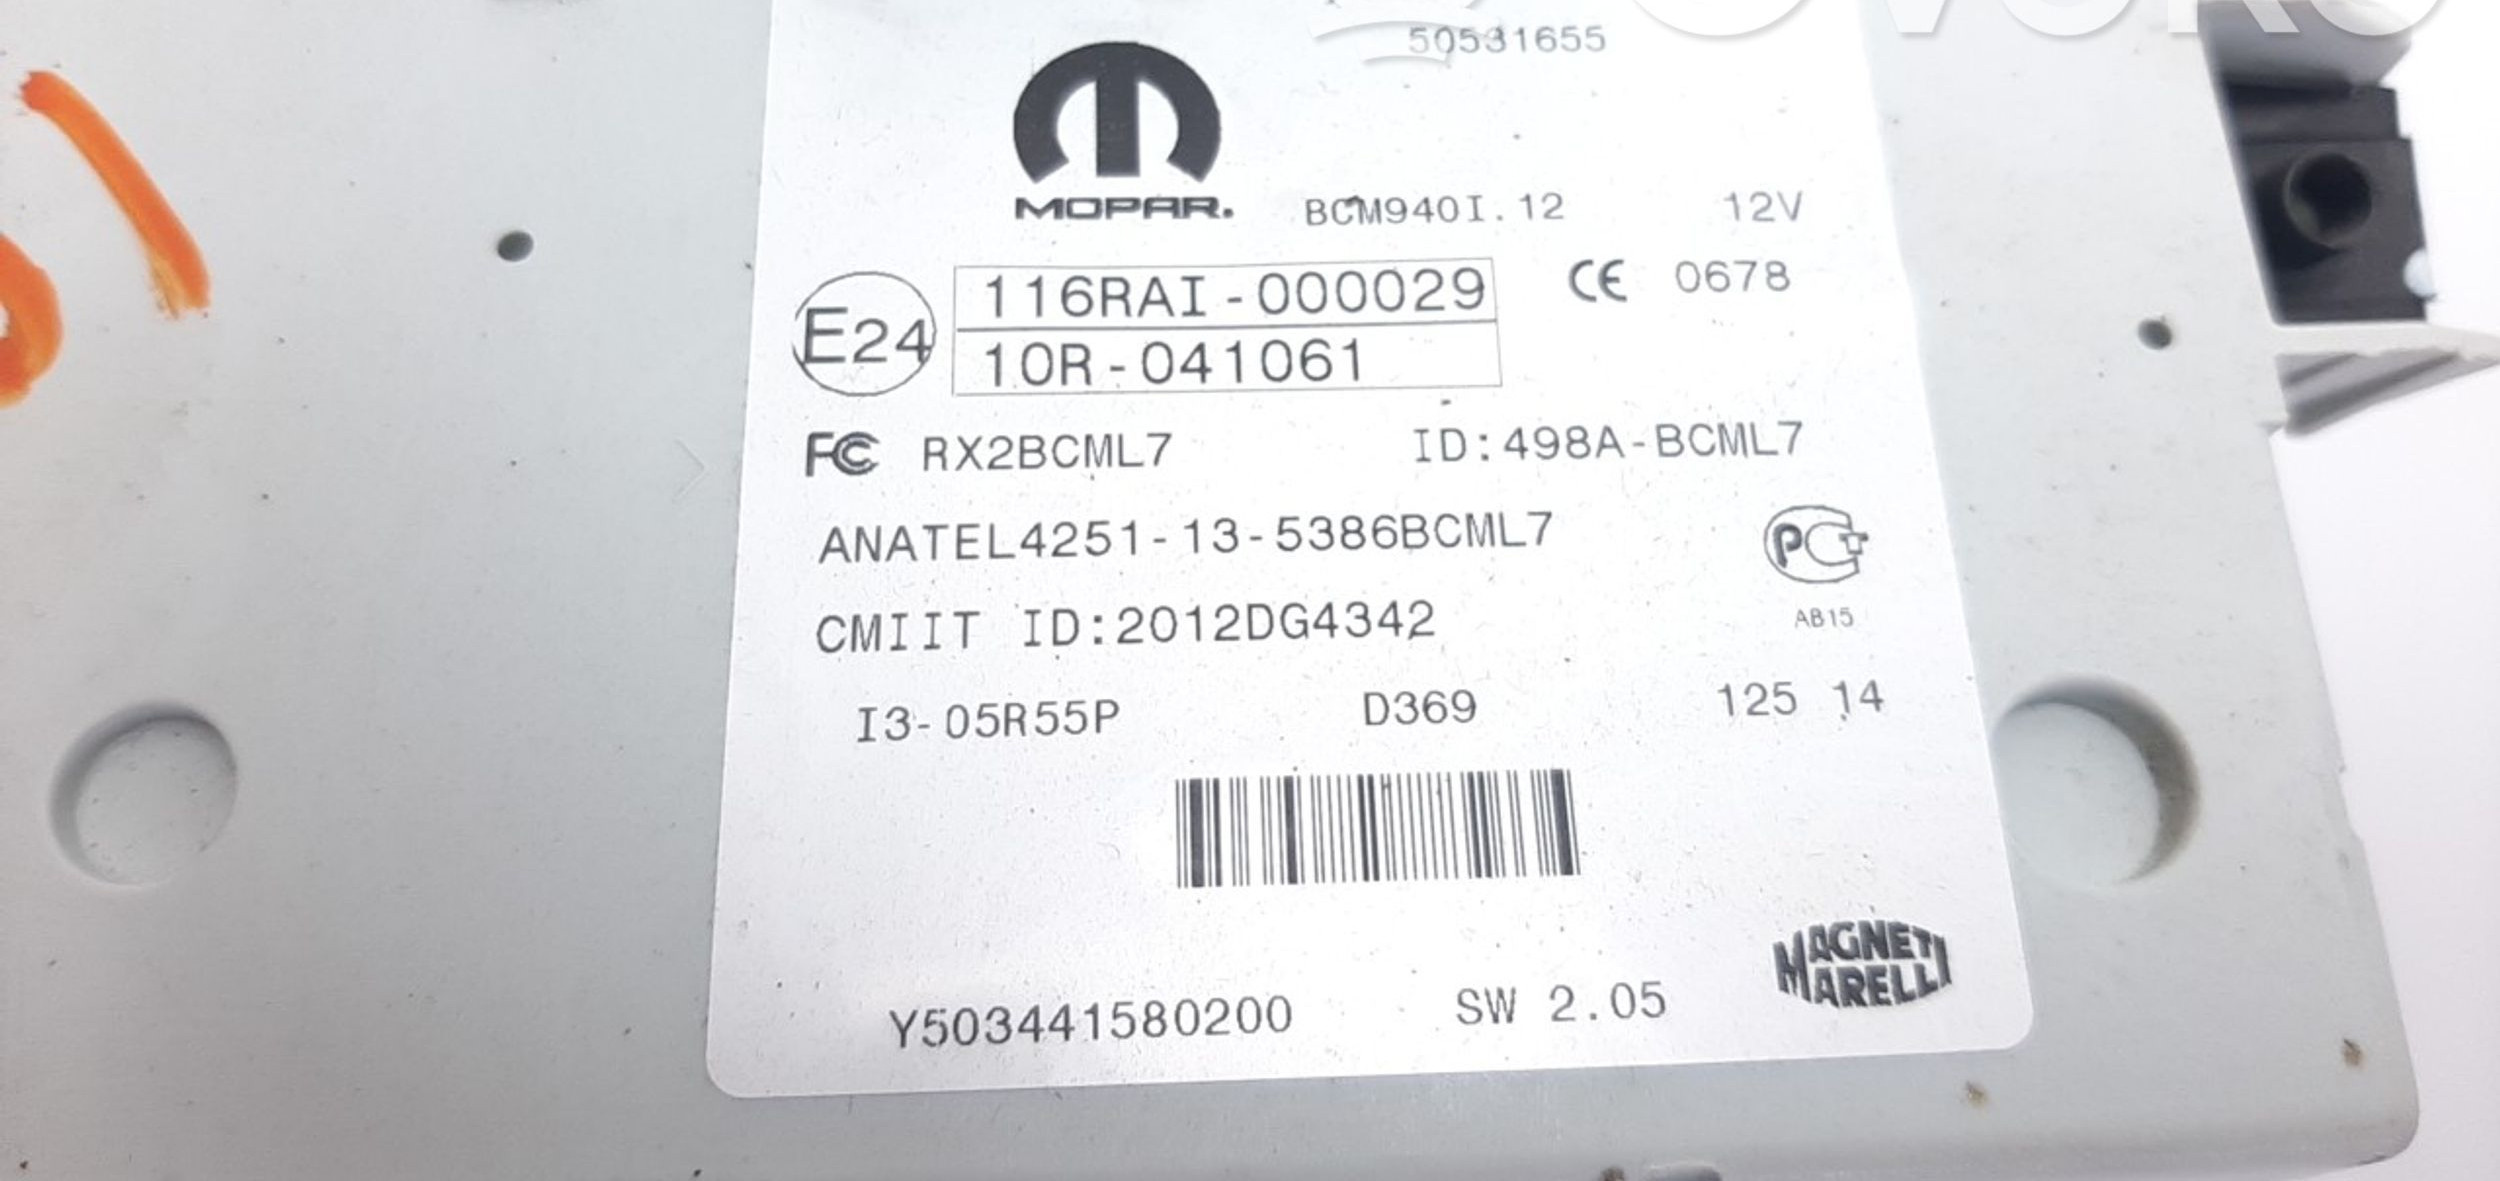 50531655
MOPAR.
BCM940I.12 12V
E24 116RAI-000029 CE 0678
10R-041061
FC RX2BCML7 ID:498A-BCML7
ANATEL4251-13-5386BCML7
CMIIT ID:2012DG4342
AB15
I3-05R55P D369 125 14
Y503441580200 SW 2.05
MAGNETI
MARELLI